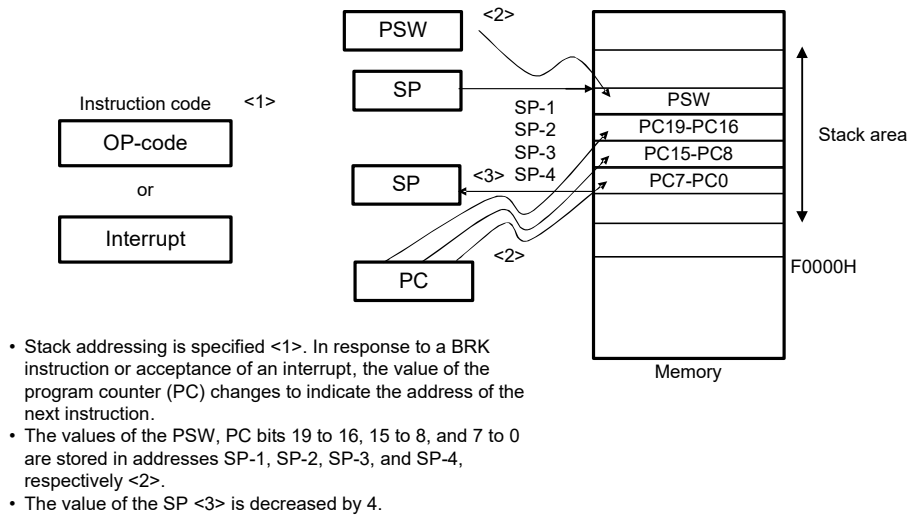 <2>
PSW
SP
Instruction code <1>
OP-code
or
Interrupt
SP-1
SP-2
SP-3
SP-4
SP
<3>
<2>
PC
PSW
PC19-PC16
PC15-PC8
PC7-PC0
Stack area
F0000H
Memory
• Stack addressing is specified <1>. In response to a BRK
instruction or acceptance of an interrupt, the value of the
program counter (PC) changes to indicate the address of the
next instruction.
• The values of the PSW, PC bits 19 to 16, 15 to 8, and 7 to 0
are stored in addresses SP-1, SP-2, SP-3, and SP-4,
respectively <2>.
• The value of the SP <3> is decreased by 4.